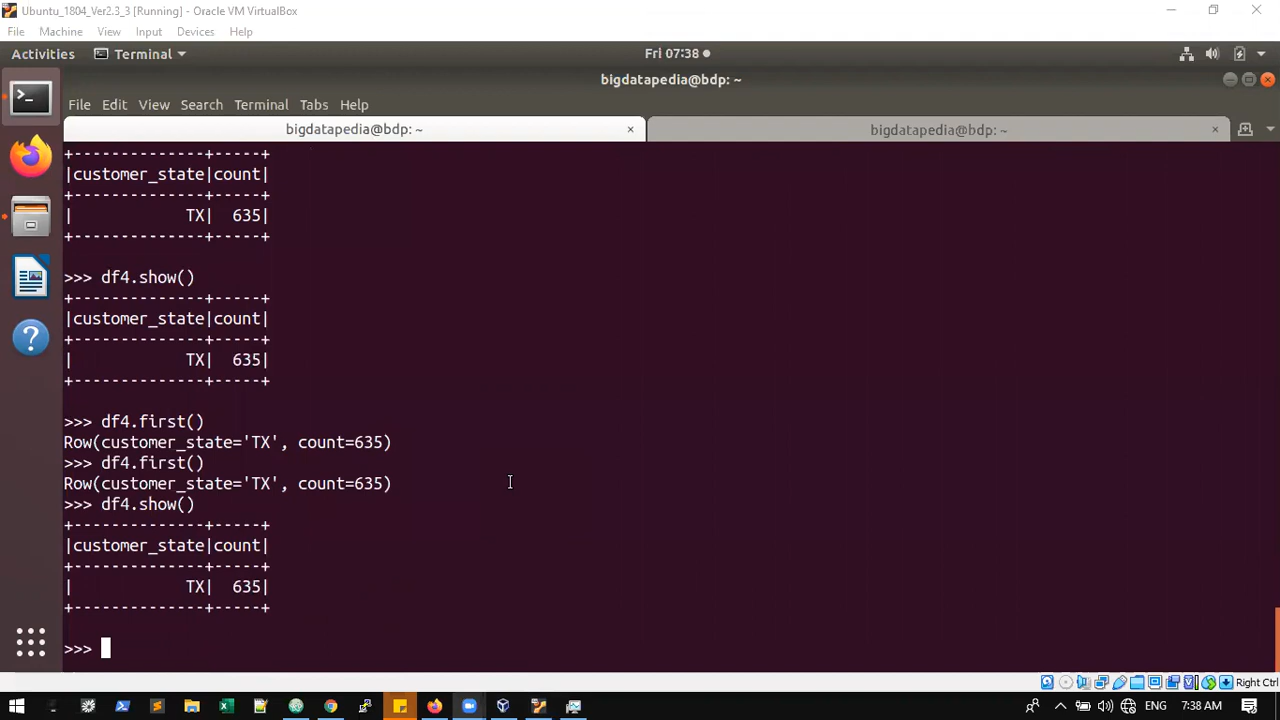 Ubuntu_1804_Ver2.3_3 [Running] - Oracle VM VirtualBox
File Machine View Input Devices Help
Activities Terminal Fri 07:38
bigdatapedia@bdp: ~
File Edit View Search Terminal Tabs Help
bigdatapedia@bdp: ~ bigdatapedia@bdp: ~
+--------------+-----+
|customer_state|count|
+--------------+-----+
|            TX|  635|
+--------------+-----+
>>> df4.show()
+--------------+-----+
|customer_state|count|
+--------------+-----+
|            TX|  635|
+--------------+-----+
>>> df4.first()
Row(customer_state='TX', count=635)
>>> df4.first()
Row(customer_state='TX', count=635)
>>> df4.show()
+--------------+-----+
|customer_state|count|
+--------------+-----+
|            TX|  635|
+--------------+-----+
>>>
Right Ctrl
ENG 7:38 AM